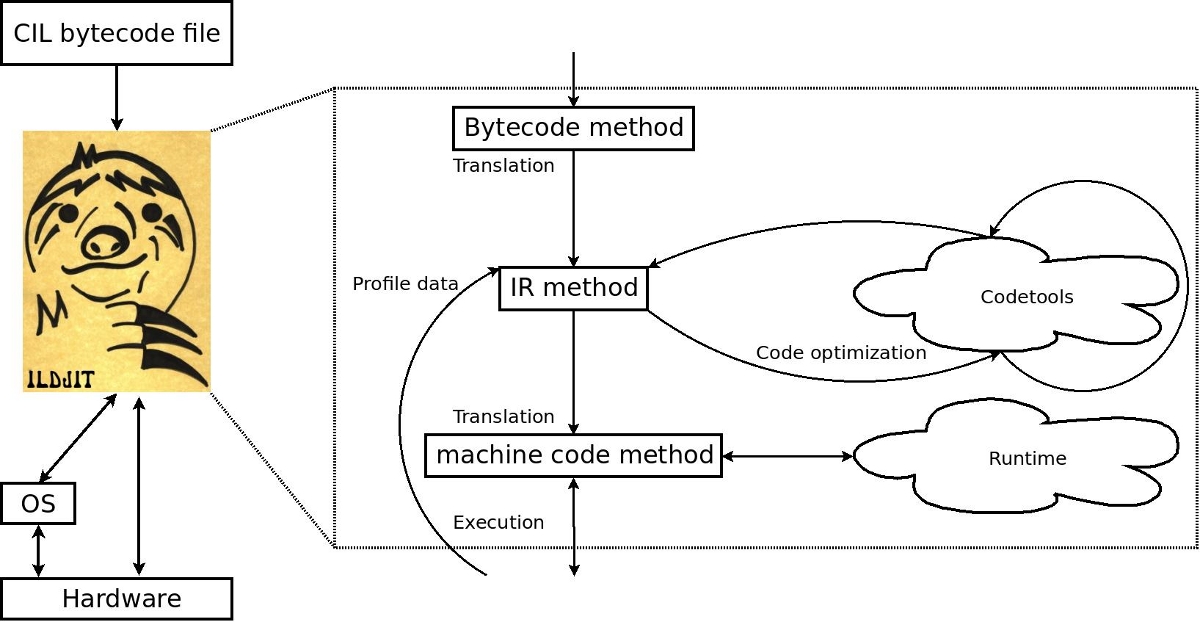 CIL bytecode file
ILDJIT
OS
Hardware
Bytecode method
Translation
Profile data
IR method
Codetools
Code optimization
Translation
machine code method
Runtime
Execution